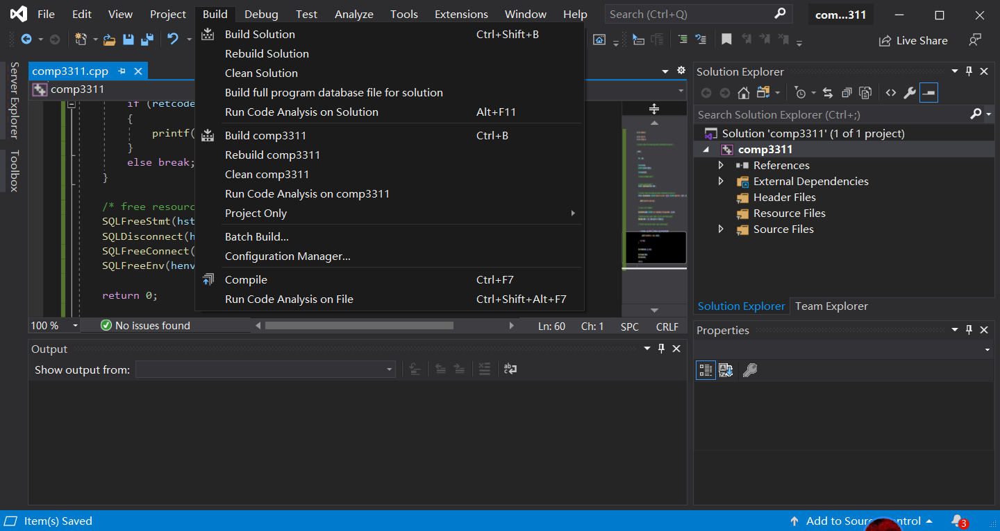 File Edit View Project Build Debug Test Analyze Tools Extensions Window Help Search (Ctrl+Q) com...311
Live Share
Build Solution Ctrl+Shift+B
Rebuild Solution
Clean Solution
Build full program database file for solution
Run Code Analysis on Solution Alt+F11
Build comp3311 Ctrl+B
Rebuild comp3311
Clean comp3311
Run Code Analysis on comp3311
Project Only
Batch Build...
Configuration Manager...
Compile Ctrl+F7
Run Code Analysis on File Ctrl+Shift+Alt+F7
Server Explorer
Toolbox
comp3311.cpp
comp3311
if (retcode
{
printf(
}
else break;
}
/* free resourc
SQLFreeStmt(hst
SQLDisconnect(h
SQLFreeConnect(
SQLFreeEnv(henv
return 0;
100 % No issues found Ln: 60 Ch: 1 SPC CRLF
Output
Show output from:
Solution Explorer
Search Solution Explorer (Ctrl+;)
Solution 'comp3311' (1 of 1 project)
comp3311
References
External Dependencies
Header Files
Resource Files
Source Files
Solution Explorer Team Explorer
Properties
Item(s) Saved Add to Sour ntrol 3